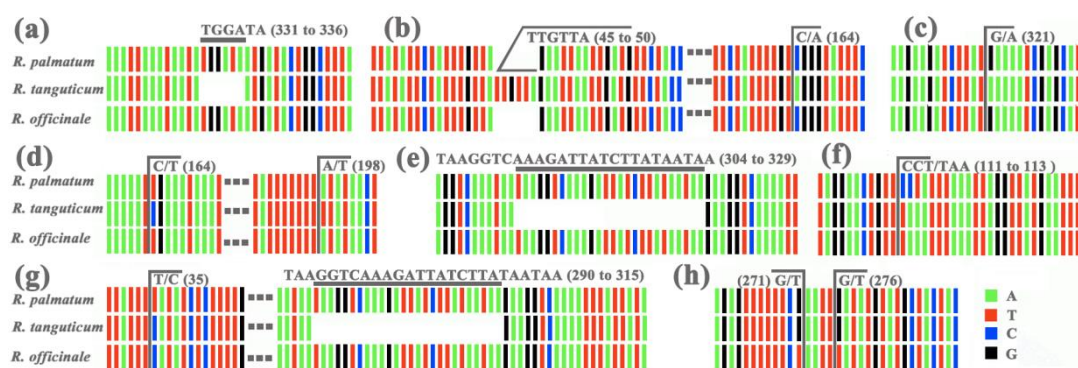 (a) TGGATA (331 to 336)
(b) TTGTTA (45 to 50) C/A (164)
(c) G/A (321)
R. palmatum
R. tanguticum
R. officinale
(d) C/T (164) A/T (198)
(e) TAAGGTCAAAGATTATCTTATAATAA (304 to 329)
(f) CCT/TAA (111 to 113 )
R. palmatum
R. tanguticum
R. officinale
(g) T/C (35) TAAGGTCAAAGATTATCTTATAATAA (290 to 315)
(h) (271) G/T G/T (276)
R. palmatum
R. tanguticum
R. officinale
A
T
C
G